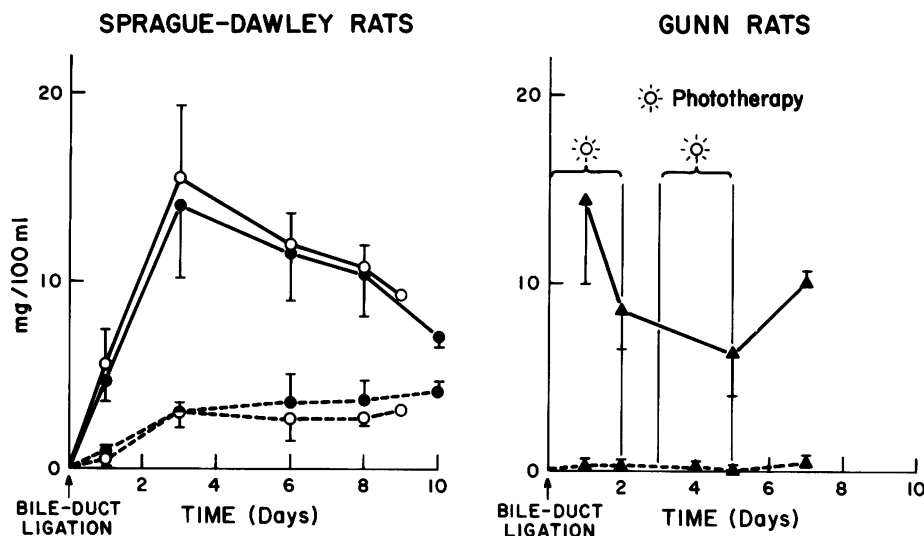 SPRAGUE-DAWLEY RATS
20
10
0
mg/100 ml
2
4
6
8
10
BILE-DUCT
LIGATION
TIME (Days)
GUNN RATS
Phototherapy
20
10
0
2
4
6
8
10
BILE-DUCT
LIGATION
TIME (Days)